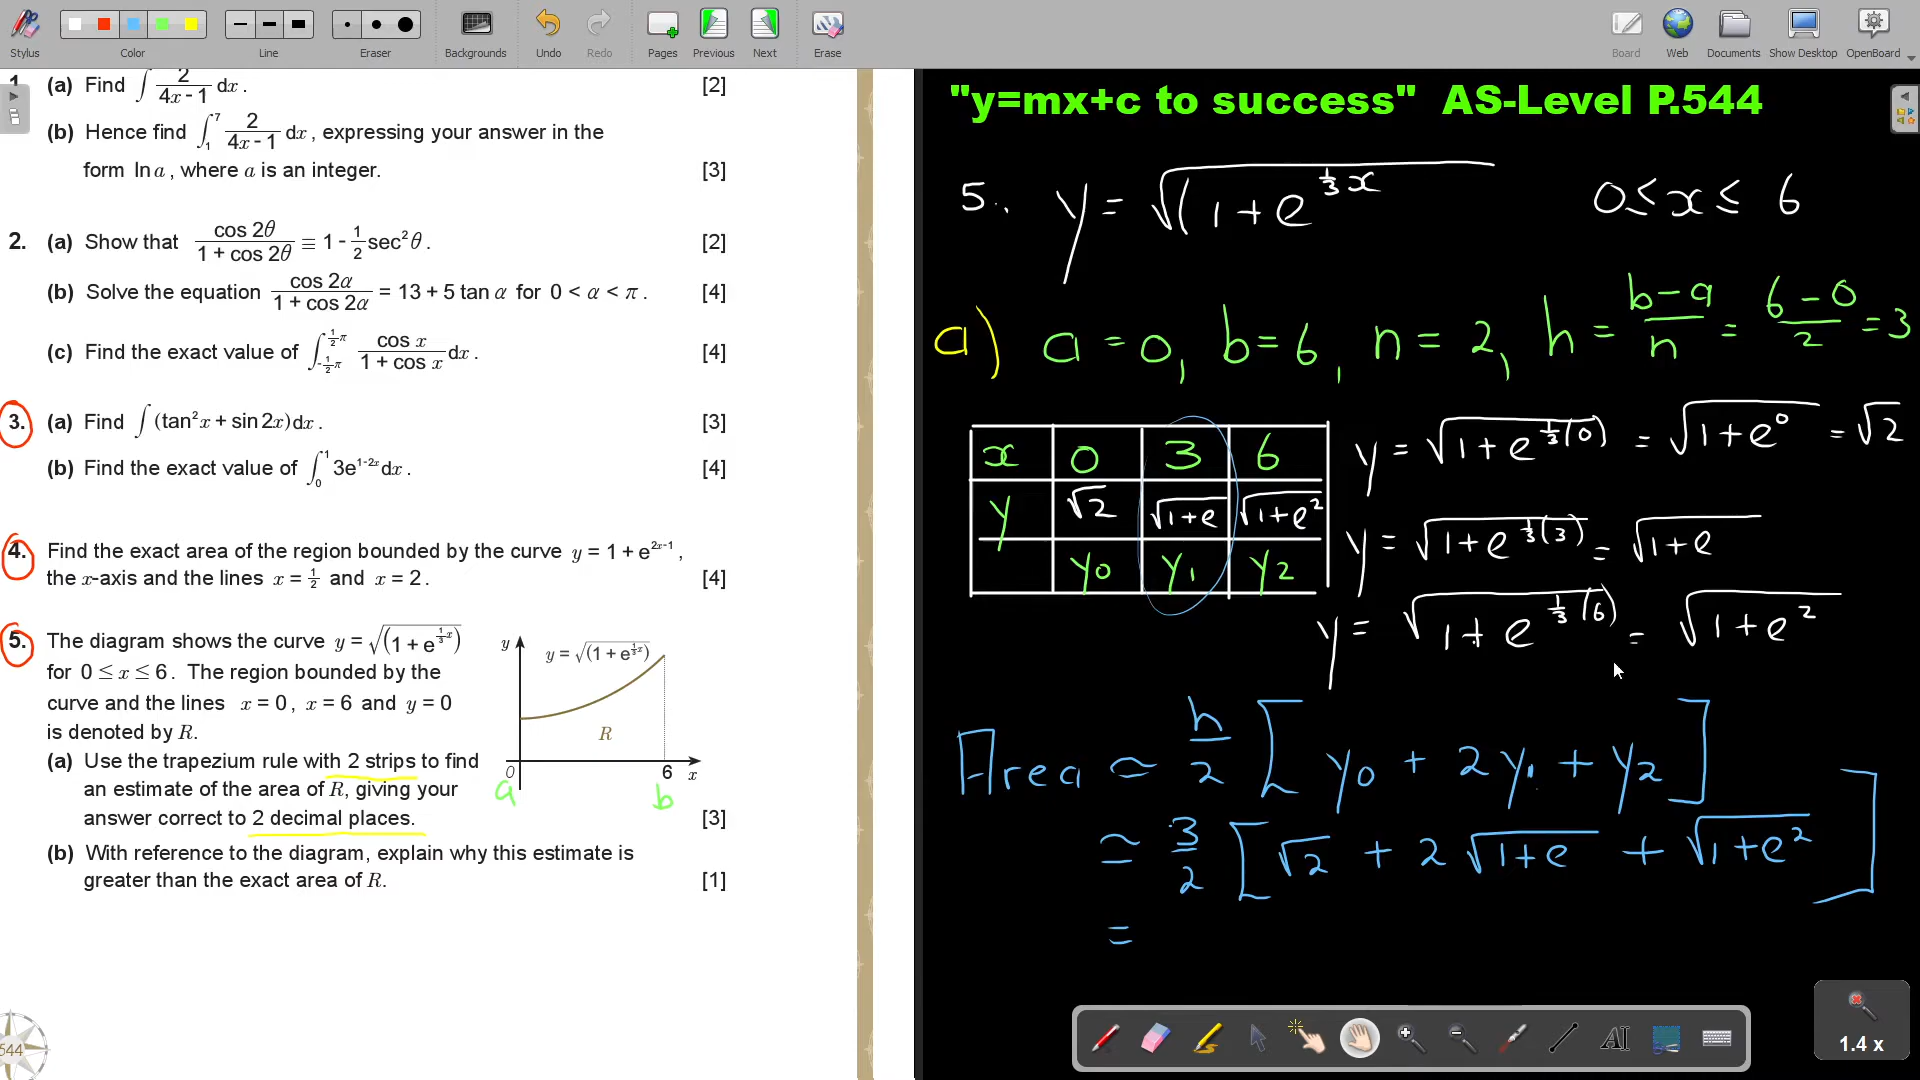 Stylus Color Line Eraser Backgrounds Undo Redo Pages Previous Next Erase Board Web Documents Show Desktop OpenBoard
1. (a) Find ∫ 2/(4x - 1) dx. [2]
(b) Hence find ∫₁⁷ 2/(4x - 1) dx, expressing your answer in the
form ln a, where a is an integer. [3]
2. (a) Show that cos 2θ/(1 + cos 2θ) ≡ 1 - 1/2 sec²θ. [2]
(b) Solve the equation cos 2α/(1 + cos 2α) = 13 + 5 tan α for 0 < α < π. [4]
(c) Find the exact value of ∫_{-1/2 π}^{1/2 π} cos x/(1 + cos x) dx. [4]
3. (a) Find ∫ (tan²x + sin 2x) dx. [3]
(b) Find the exact value of ∫₀¹ 3e^{1-2x} dx. [4]
4. Find the exact area of the region bounded by the curve y = 1 + e^{2x-1},
the x-axis and the lines x = 1/2 and x = 2. [4]
5. The diagram shows the curve y = √(1 + e^{1/3 x})
for 0 ≤ x ≤ 6. The region bounded by the
curve and the lines x = 0, x = 6 and y = 0
is denoted by R.
(a) Use the trapezium rule with 2 strips to find
an estimate of the area of R, giving your
answer correct to 2 decimal places. [3]
(b) With reference to the diagram, explain why this estimate is
greater than the exact area of R. [1]
y
y = √(1 + e^{1/3 x})
R
0 6 x
a b
544
"y=mx+c to success" AS-Level P.544
5. y = √(1 + e^{1/3 x} 0 ≤ x ≤ 6
a) a = 0, b = 6, n = 2, h = (b - a)/n = (6 - 0)/2 = 3
x 0 3 6
y √2 √(1+e) √(1+e²)
y0 y1 y2
y = √(1 + e^{1/3(0)}) = √(1 + e⁰) = √2
y = √(1 + e^{1/3(3)}) = √(1 + e)
y = √(1 + e^{1/3(6)}) = √(1 + e²)
Area ≃ h/2 [ y0 + 2y1 + y2 ]
≃ 3/2 [ √2 + 2√(1+e) + √(1+e²) ]
=
AI
1.4 x